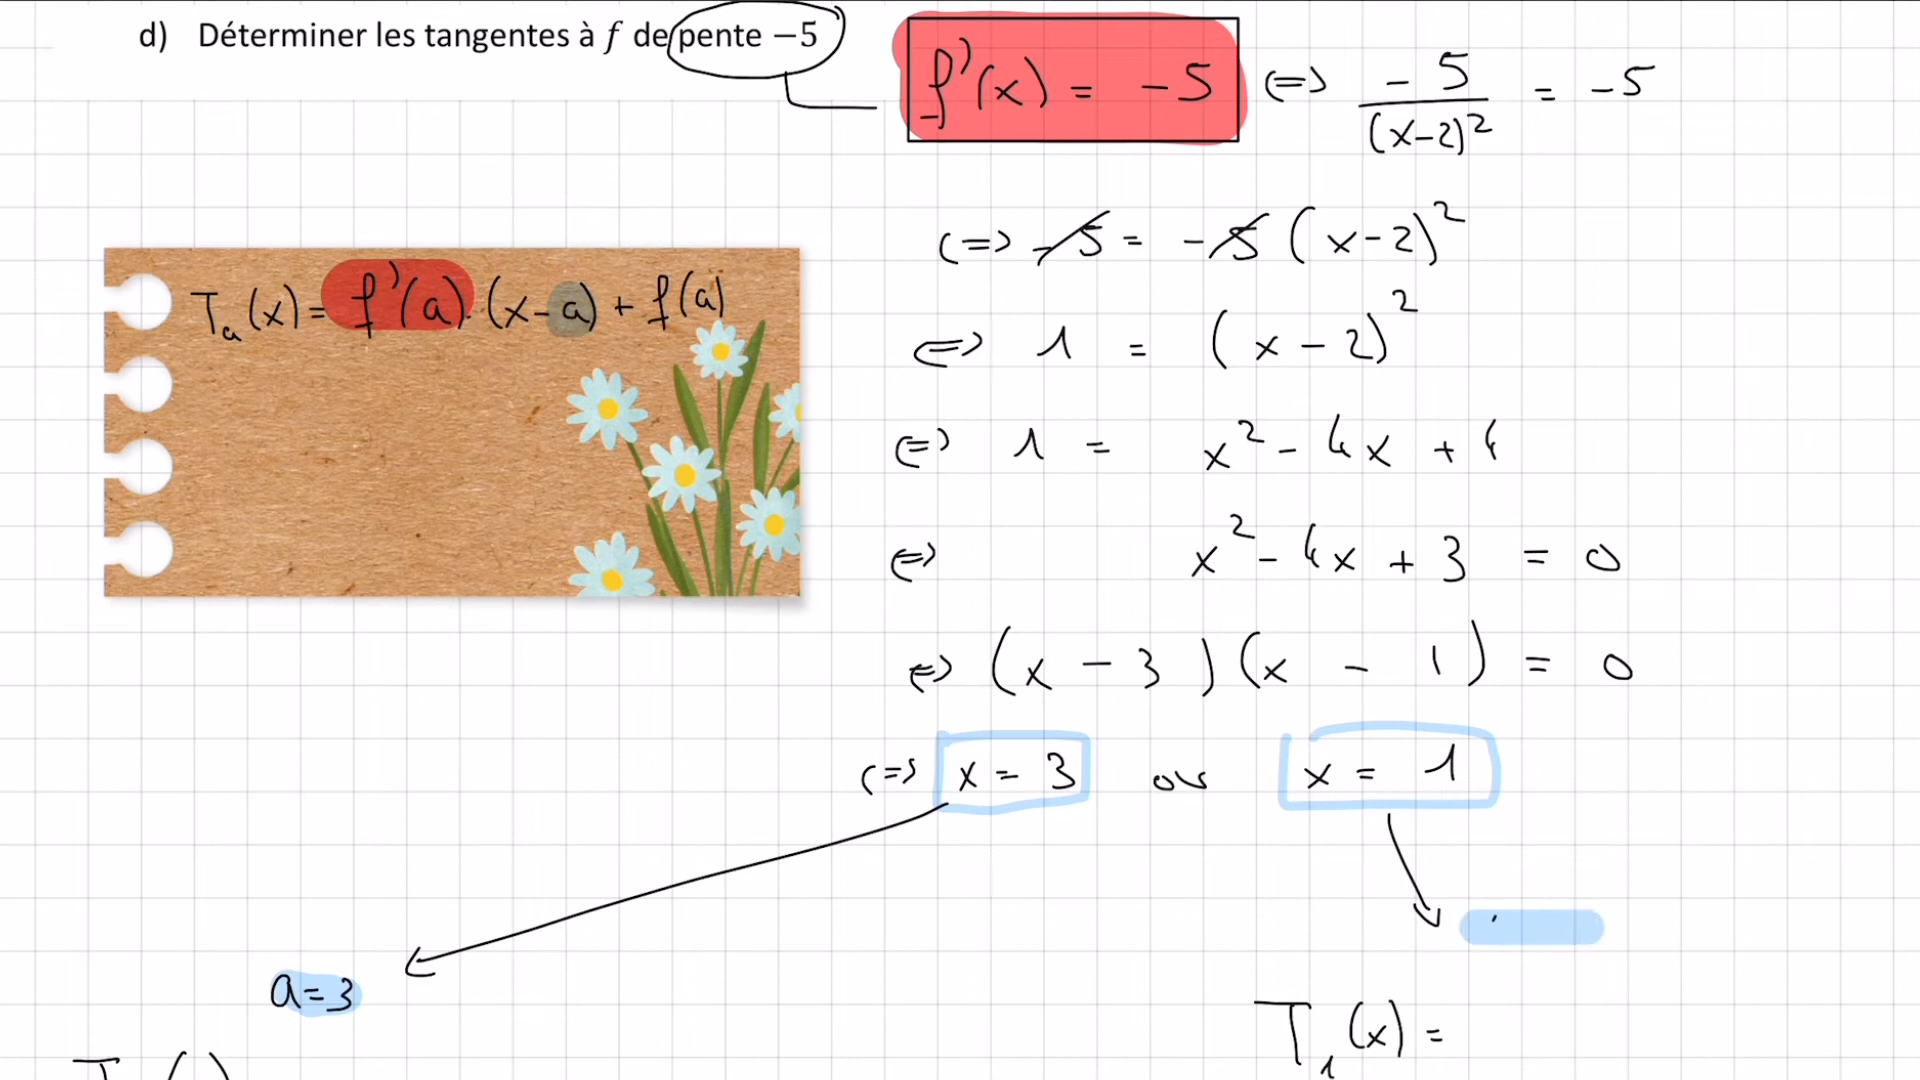 d) Déterminer les tangentes à f de pente −5
f'(x) = -5 <=> -5/(x-2)² = -5
<=> -5 = -5 (x-2)²
<=> 1 = (x-2)²
<=> 1 = x² - 4x + 4
<=> x² - 4x + 3 = 0
<=> (x - 3)(x - 1) = 0
<=> x = 3 ou x = 1
Ta(x) = f'(a)·(x-a) + f(a)
a=3
T1(x) =